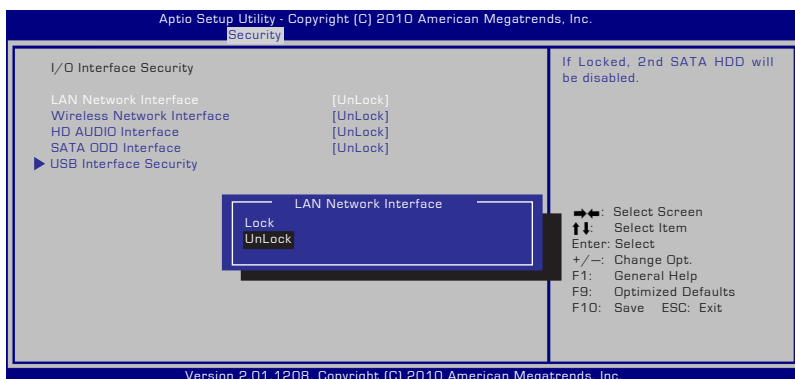 Aptio Setup Utility - Copyright (C) 2010 American Megatrends, Inc.
Security
I/O Interface Security
LAN Network Interface [UnLock]
Wireless Network Interface [UnLock]
HD AUDIO Interface [UnLock]
SATA ODD Interface [UnLock]
USB Interface Security
LAN Network Interface
Lock
UnLock
If Locked, 2nd SATA HDD will
be disabled.
→←: Select Screen
↑↓: Select Item
Enter: Select
+/—: Change Opt.
F1: General Help
F9: Optimized Defaults
F10: Save ESC: Exit
Version 2.01.1208. Copyright (C) 2010 American Megatrends, Inc.